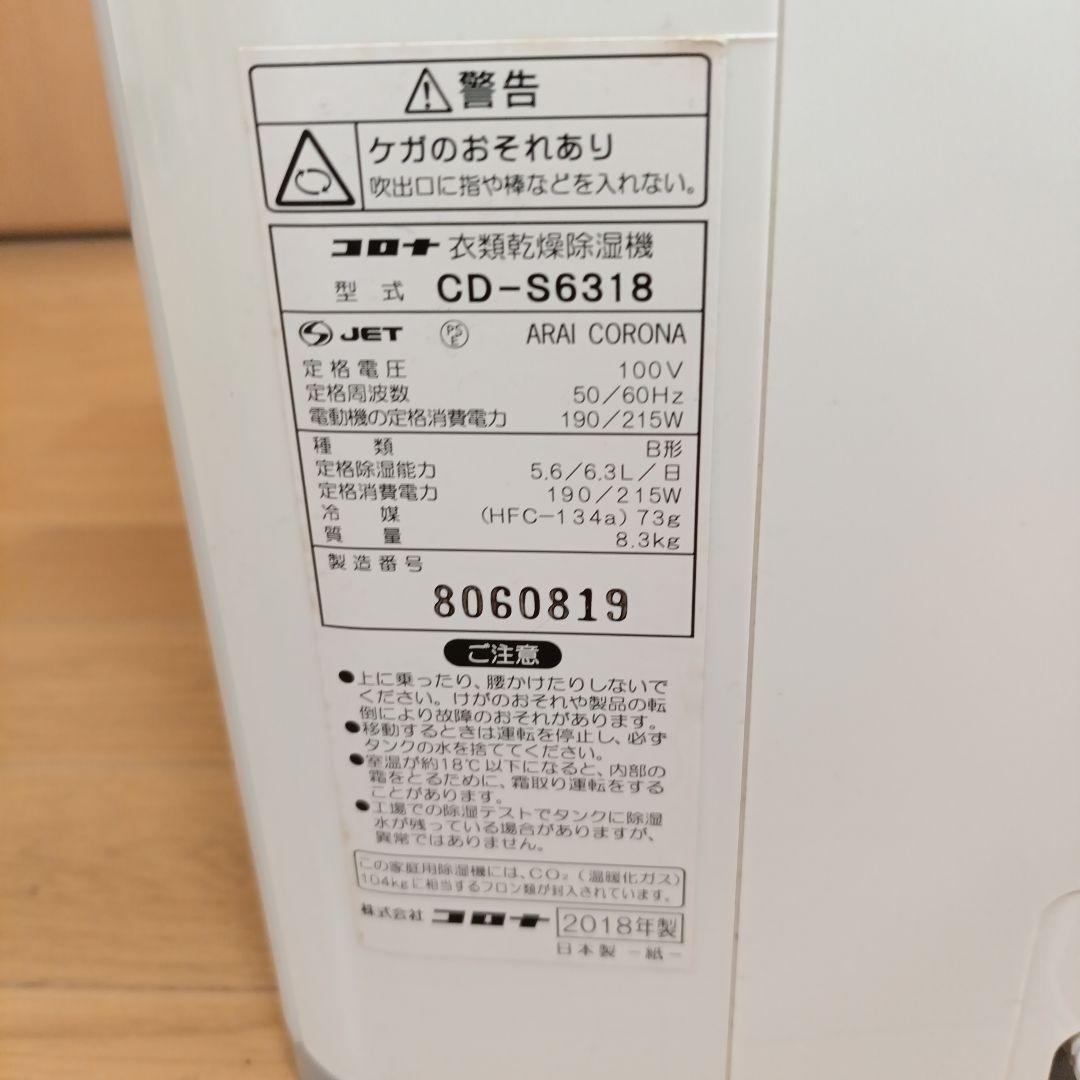 警告
ケガのおそれあり
吹出口に指や棒などを入れない。
コロナ 衣類乾燥除湿機
型式 CD-S6318
JET PSE ARAI CORONA
定格電圧 100V
定格周波数 50/60Hz
電動機の定格消費電力 190/215W
種類 B形
定格除湿能力 5.6/6.3L/日
定格消費電力 190/215W
冷媒 (HFC-134a) 73g
質量 8.3kg
製造番号
8060819
ご注意
●上に乗ったり、腰かけたりしないで
ください。けがのおそれや製品の転
倒により故障のおそれがあります。
●移動するときは運転を停止し、必ず
タンクの水を捨ててください。
●室温が約18℃以下になると、内部の
霜をとるために、霜取り運転をする
ことがあります。
●工場での除湿テストでタンクに除湿
水が残っている場合がありますが、
異常ではありません。
この家庭用除湿機には、CO₂(温暖化ガス)
104kgに相当するフロン類が封入されています。
株式会社 コロナ 2018年製
日本製 -紙-